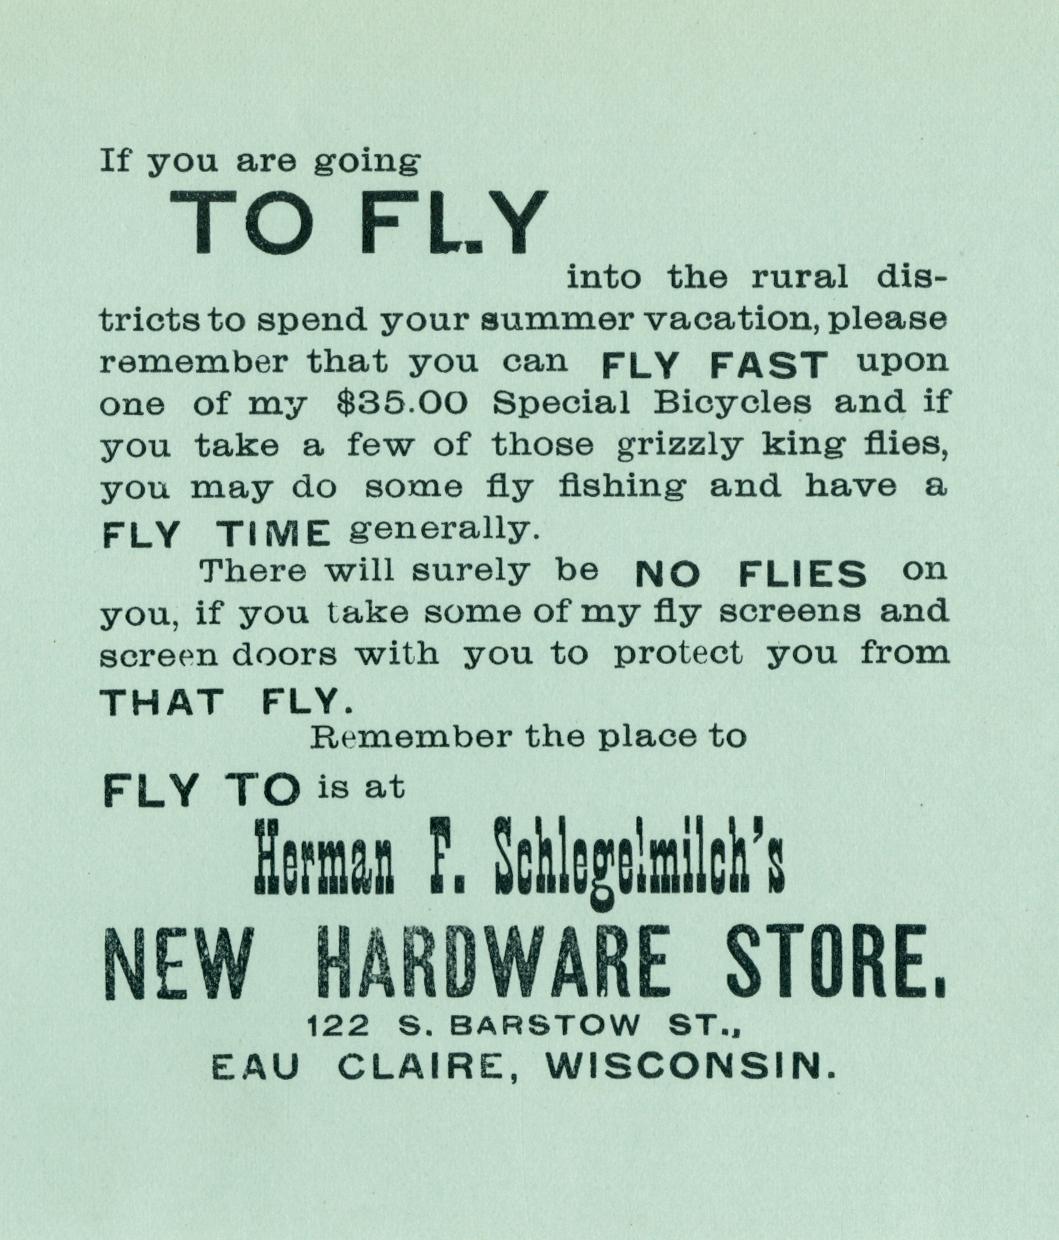 If you are going
TO FLY
into the rural dis-
tricts to spend your summer vacation, please
remember that you can FLY FAST upon
one of my $35.00 Special Bicycles and if
you take a few of those grizzly king flies,
you may do some fly fishing and have a
FLY TIME generally.
There will surely be NO FLIES on
you, if you take some of my fly screens and
screen doors with you to protect you from
THAT FLY.
Remember the place to
FLY TO is at
Herman F. Schlegelmilch's
NEW HARDWARE STORE.
122 S. BARSTOW ST.,
EAU CLAIRE, WISCONSIN.